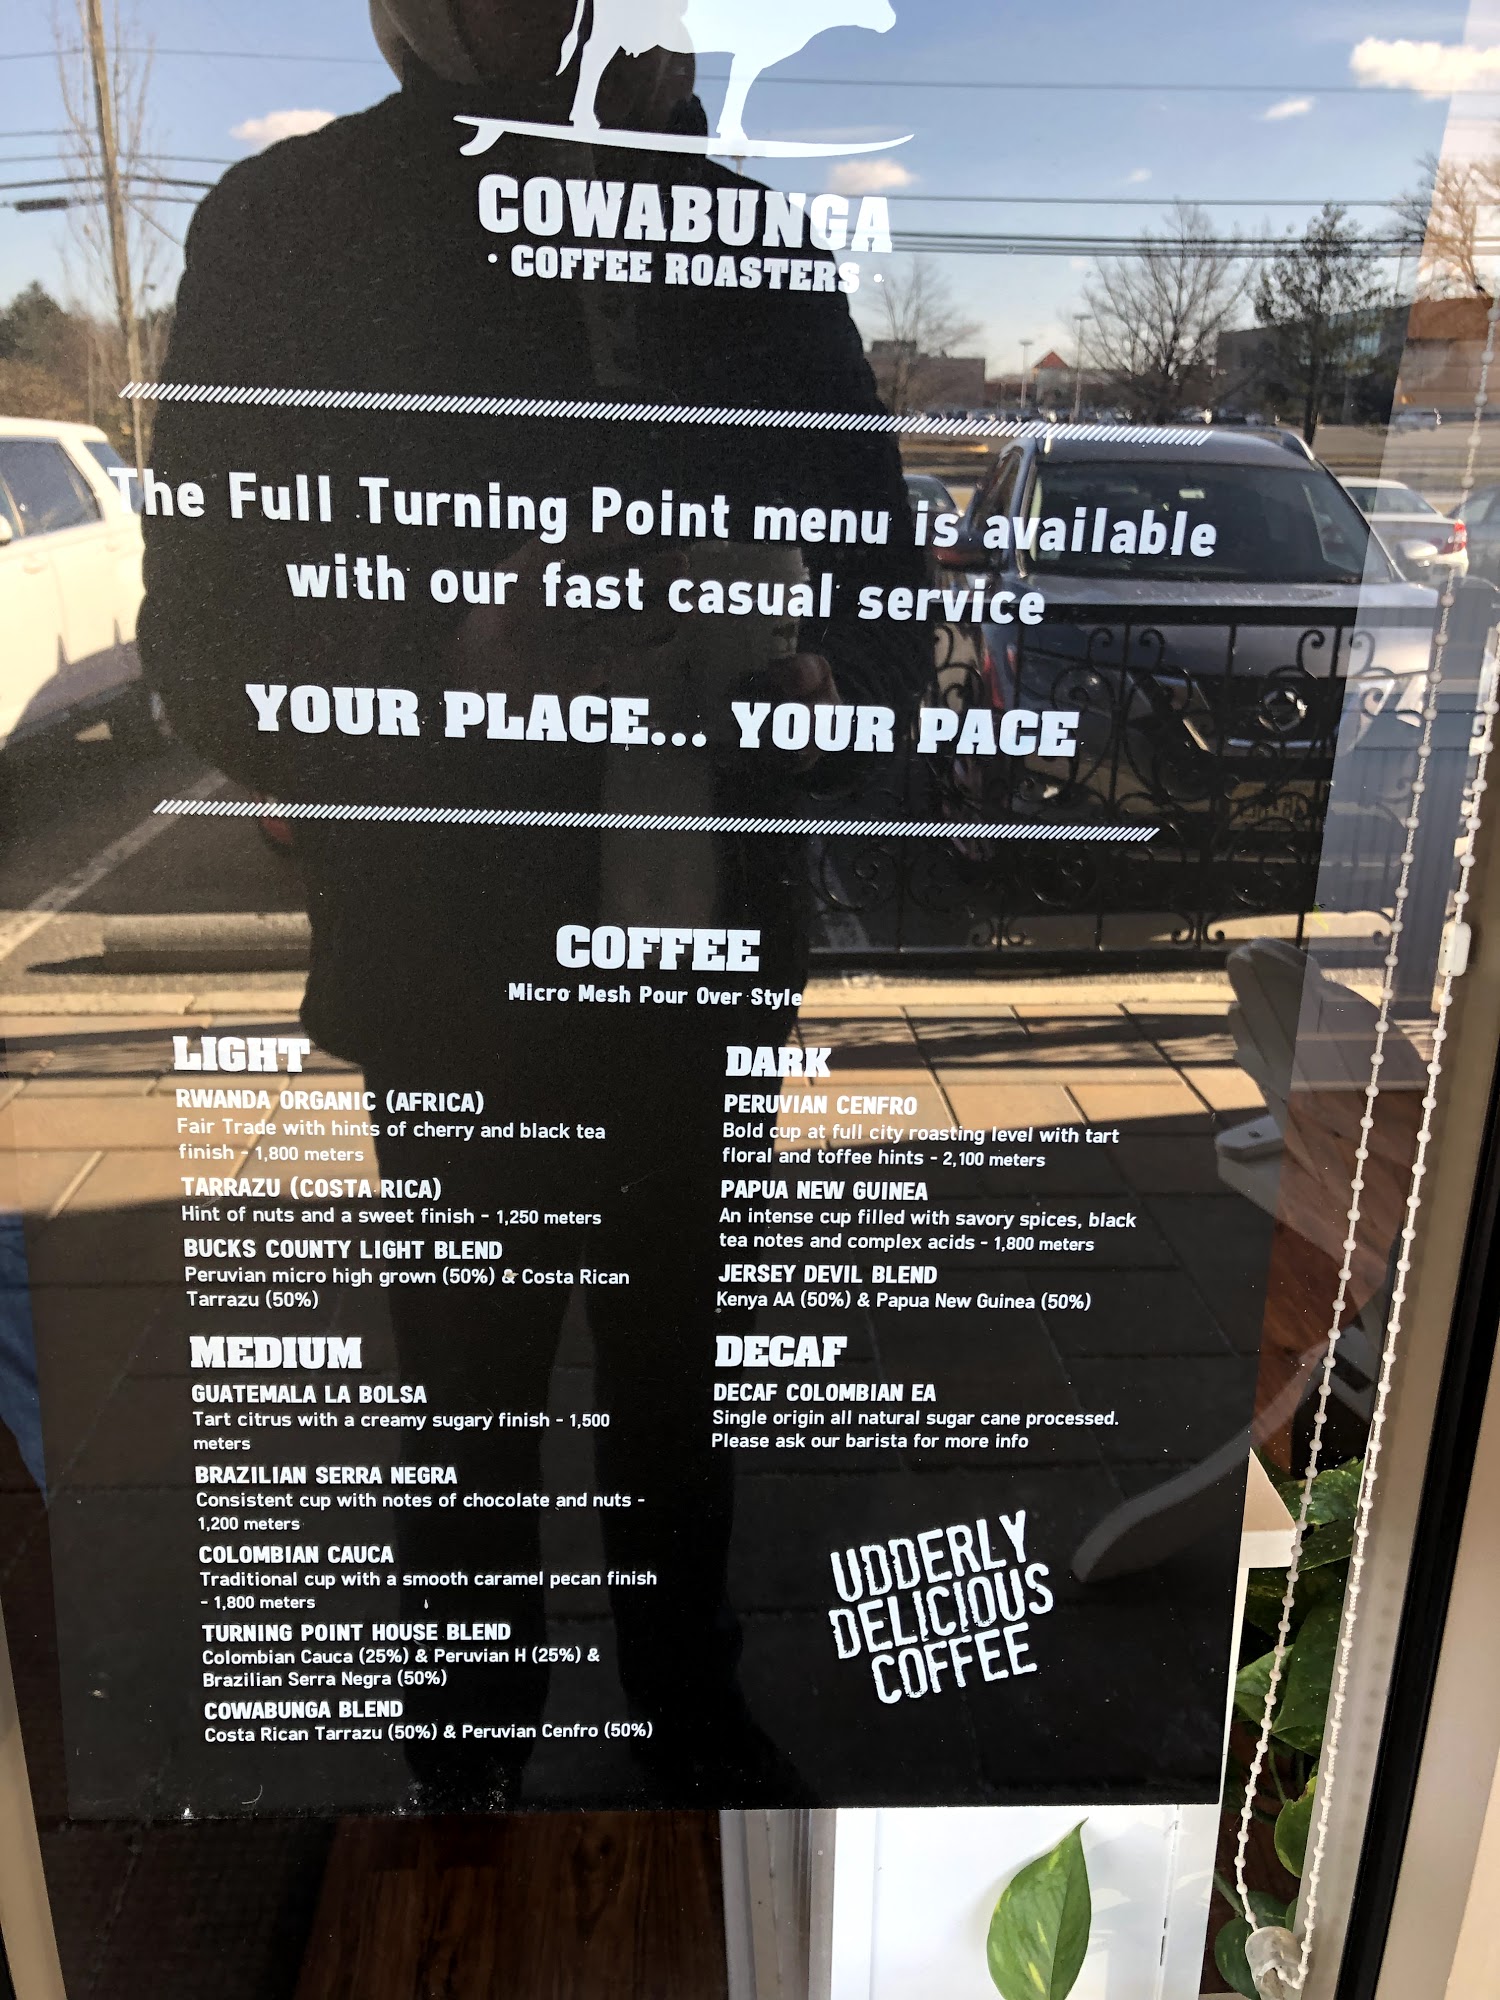 COWABUNGA
· COFFEE ROASTERS ·
The Full Turning Point menu is available
with our fast casual service
YOUR PLACE... YOUR PACE
COFFEE
Micro Mesh Pour Over Style
LIGHT
RWANDA ORGANIC (AFRICA)
Fair Trade with hints of cherry and black tea
finish - 1,800 meters
TARRAZU (COSTA RICA)
Hint of nuts and a sweet finish - 1,250 meters
BUCKS COUNTY LIGHT BLEND
Peruvian micro high grown (50%) & Costa Rican
Tarrazu (50%)
MEDIUM
GUATEMALA LA BOLSA
Tart citrus with a creamy sugary finish - 1,500
meters
BRAZILIAN SERRA NEGRA
Consistent cup with notes of chocolate and nuts -
1,200 meters
COLOMBIAN CAUCA
Traditional cup with a smooth caramel pecan finish
- 1,800 meters
TURNING POINT HOUSE BLEND
Colombian Cauca (25%) & Peruvian H (25%) &
Brazilian Serra Negra (50%)
COWABUNGA BLEND
Costa Rican Tarrazu (50%) & Peruvian Cenfro (50%)
DARK
PERUVIAN CENFRO
Bold cup at full city roasting level with tart
floral and toffee hints - 2,100 meters
PAPUA NEW GUINEA
An intense cup filled with savory spices, black
tea notes and complex acids - 1,800 meters
JERSEY DEVIL BLEND
Kenya AA (50%) & Papua New Guinea (50%)
DECAF
DECAF COLOMBIAN EA
Single origin all natural sugar cane processed.
Please ask our barista for more info
UDDERLY
DELICIOUS
COFFEE